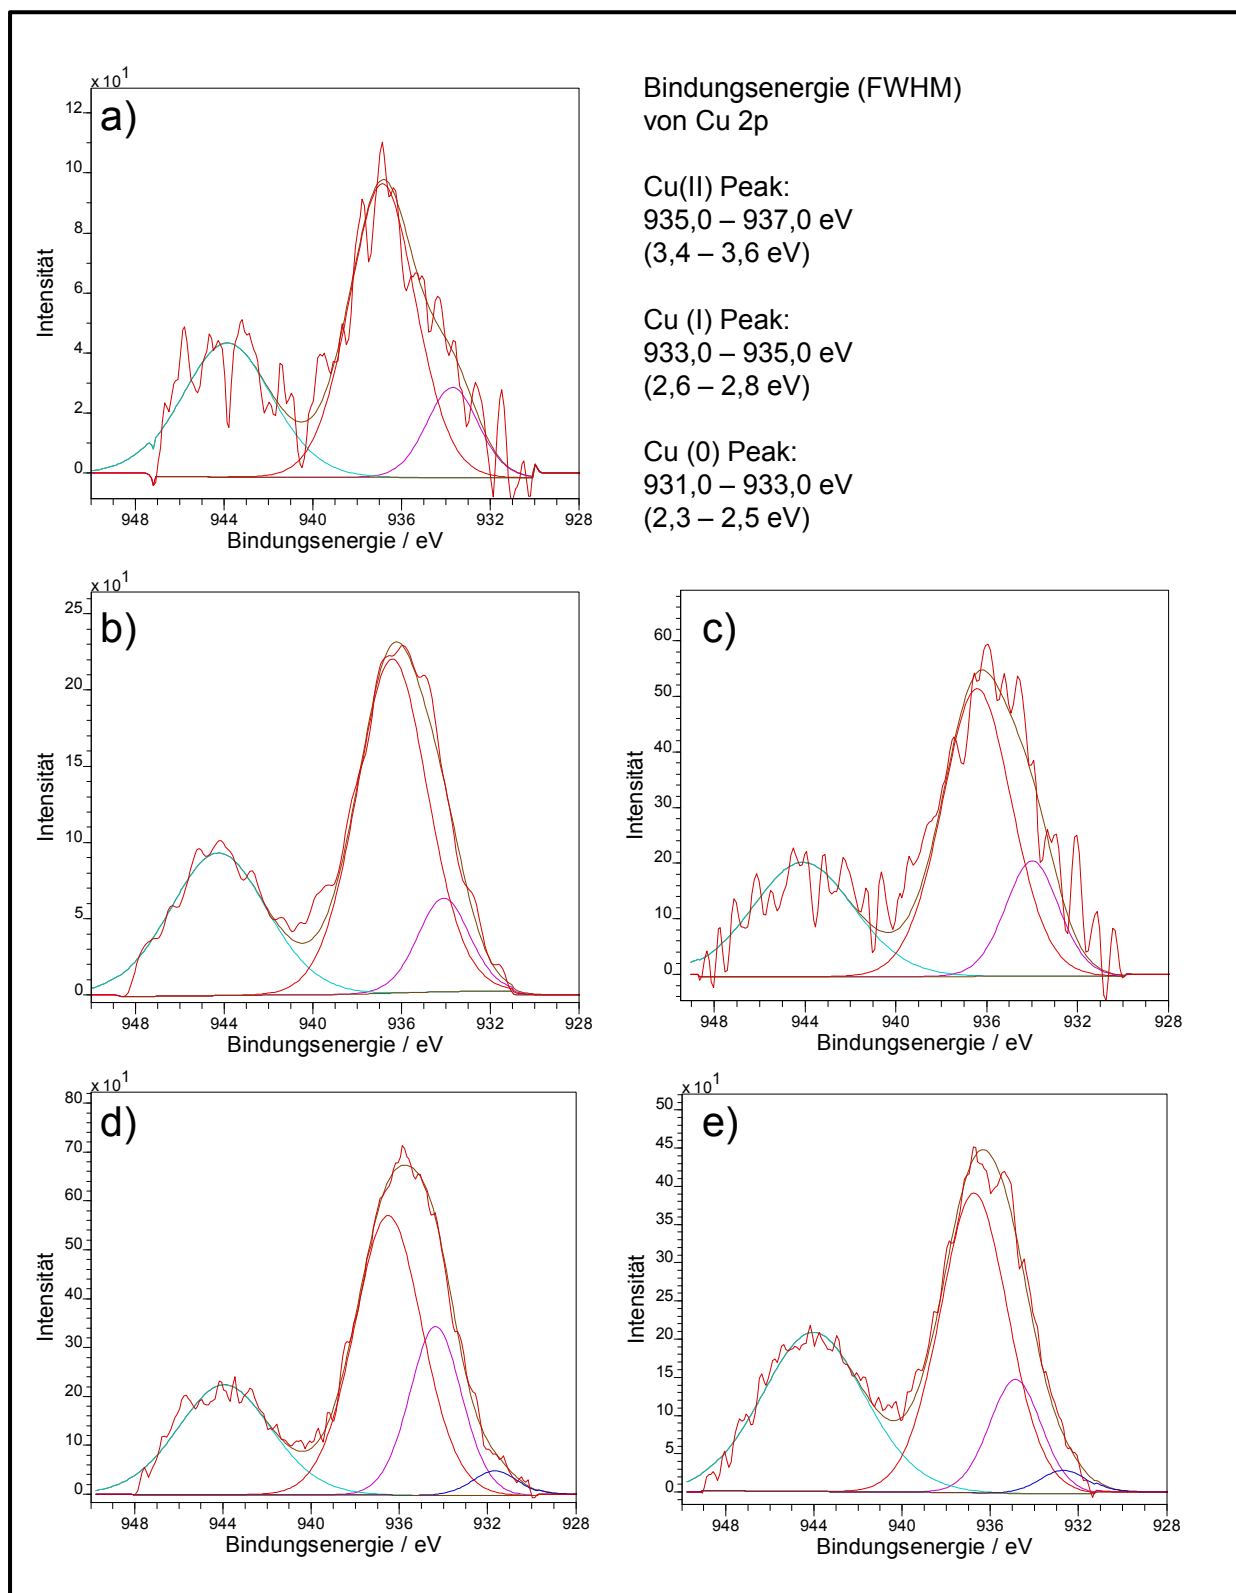 x 10¹
a)
12
10
8
6
4
2
0
Intensität
948 944 940 936 932 928
Bindungsenergie / eV
Bindungsenergie (FWHM)
von Cu 2p
Cu(II) Peak:
935,0 – 937,0 eV
(3,4 – 3,6 eV)
Cu (I) Peak:
933,0 – 935,0 eV
(2,6 – 2,8 eV)
Cu (0) Peak:
931,0 – 933,0 eV
(2,3 – 2,5 eV)
x 10¹
b)
25
20
15
10
5
0
Intensität
948 944 940 936 932 928
Bindungsenergie / eV
c)
60
50
40
30
20
10
0
Intensität
948 944 940 936 932 928
Bindungsenergie / eV
x 10¹
d)
80
70
60
50
40
30
20
10
0
Intensität
948 944 940 936 932 928
Bindungsenergie / eV
x 10¹
e)
50
45
40
35
30
25
20
15
10
5
0
Intensität
948 944 940 936 932 928
Bindungsenergie / eV